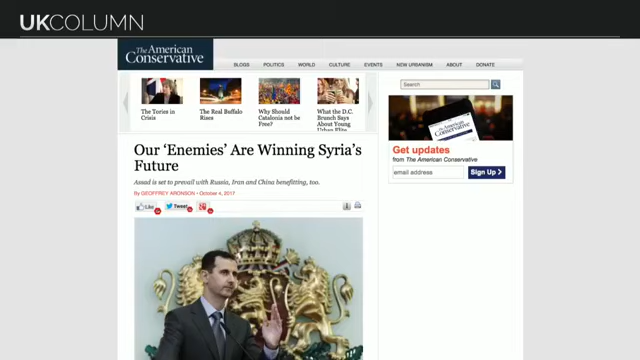 UKCOLUMN
The American
Conservative
BLOGS POLITICS WORLD CULTURE EVENTS NEW URBANISM ABOUT DONATE
The Tories in
Crisis
The Real Buffalo
Rises
Why Should
Catalonia not be
Free?
What the D.C.
Brunch Says
About Young
Urban Elite
Search
Get updates
from The American Conservative
email address
Sign Up
Our ‘Enemies’ Are Winning Syria’s
Future
Assad is set to prevail with Russia, Iran and China benefitting, too.
By GEOFFREY ARONSON • October 4, 2017
Like
Tweet